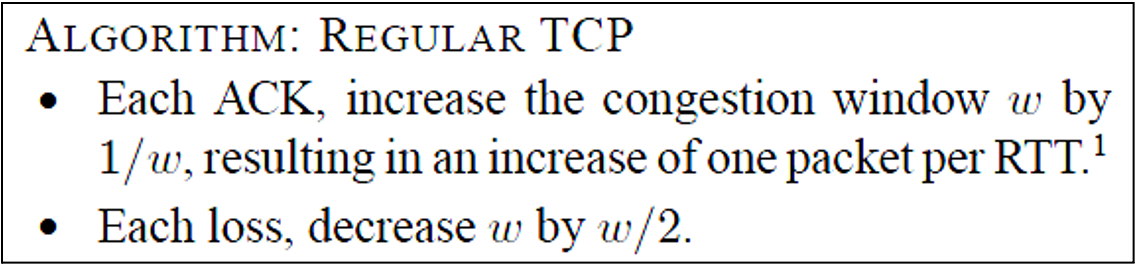 ALGORITHM: REGULAR TCP
• Each ACK, increase the congestion window w by
1/w, resulting in an increase of one packet per RTT.¹
• Each loss, decrease w by w/2.